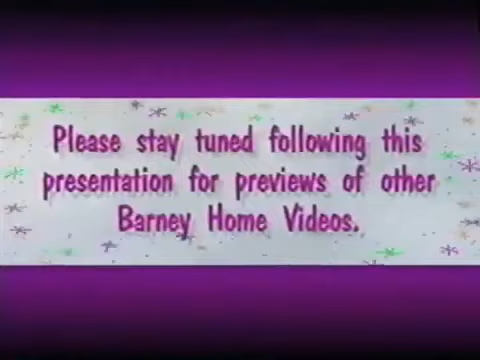 Please stay tuned following this
presentation for previews of other
Barney Home Videos.